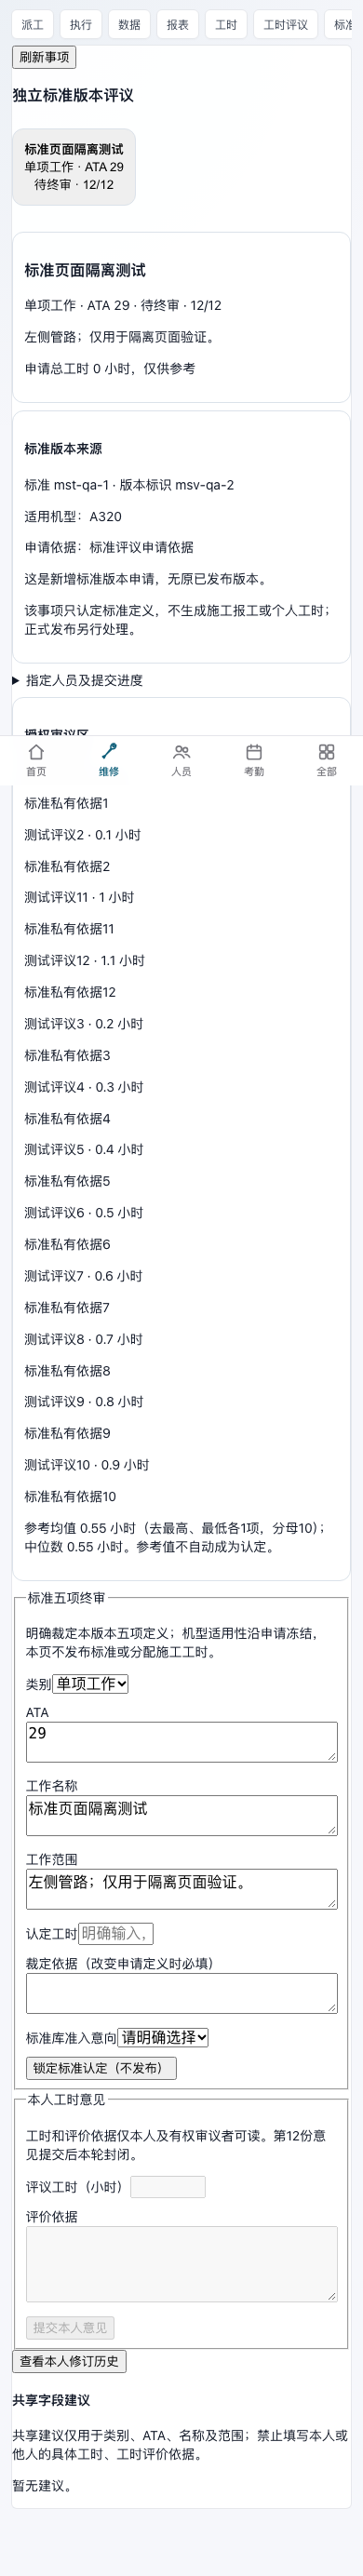 派工 执行 数据 报表 工时 工时评议
刷新事项
独立标准版本评议
标准页面隔离测试
单项工作 · ATA 29
待终审 · 12/12
标准页面隔离测试
单项工作 · ATA 29 · 待终审 · 12/12
左侧管路；仅用于隔离页面验证。
申请总工时 0 小时，仅供参考
标准版本来源
标准 mst-qa-1 · 版本标识 msv-qa-2
适用机型：A320
申请依据：标准评议申请依据
这是新增标准版本申请，无原已发布版本。
该事项只认定标准定义，不生成施工报工或个人工时；
正式发布另行处理。
▶ 指定人员及提交进度
首页 维修 人员 考勤 全部
标准私有依据1
测试评议2 · 0.1 小时
标准私有依据2
测试评议11 · 1 小时
标准私有依据11
测试评议12 · 1.1 小时
标准私有依据12
测试评议3 · 0.2 小时
标准私有依据3
测试评议4 · 0.3 小时
标准私有依据4
测试评议5 · 0.4 小时
标准私有依据5
测试评议6 · 0.5 小时
标准私有依据6
测试评议7 · 0.6 小时
标准私有依据7
测试评议8 · 0.7 小时
标准私有依据8
测试评议9 · 0.8 小时
标准私有依据9
测试评议10 · 0.9 小时
标准私有依据10
参考均值 0.55 小时（去最高、最低各1项，分母10）；
中位数 0.55 小时。参考值不自动成为认定。
标准五项终审
明确裁定本版本五项定义；机型适用性沿申请冻结，
本页不发布标准或分配施工工时。
类别 单项工作
ATA
29
工作名称
标准页面隔离测试
工作范围
左侧管路；仅用于隔离页面验证。
认定工时 明确输入，
裁定依据（改变申请定义时必填）
标准库准入意向 请明确选择
锁定标准认定（不发布）
本人工时意见
工时和评价依据仅本人及有权审议者可读。第12份意
见提交后本轮封闭。
评议工时（小时）
评价依据
提交本人意见
查看本人修订历史
共享字段建议
共享建议仅用于类别、ATA、名称及范围；禁止填写本人或
他人的具体工时、工时评价依据。
暂无建议。